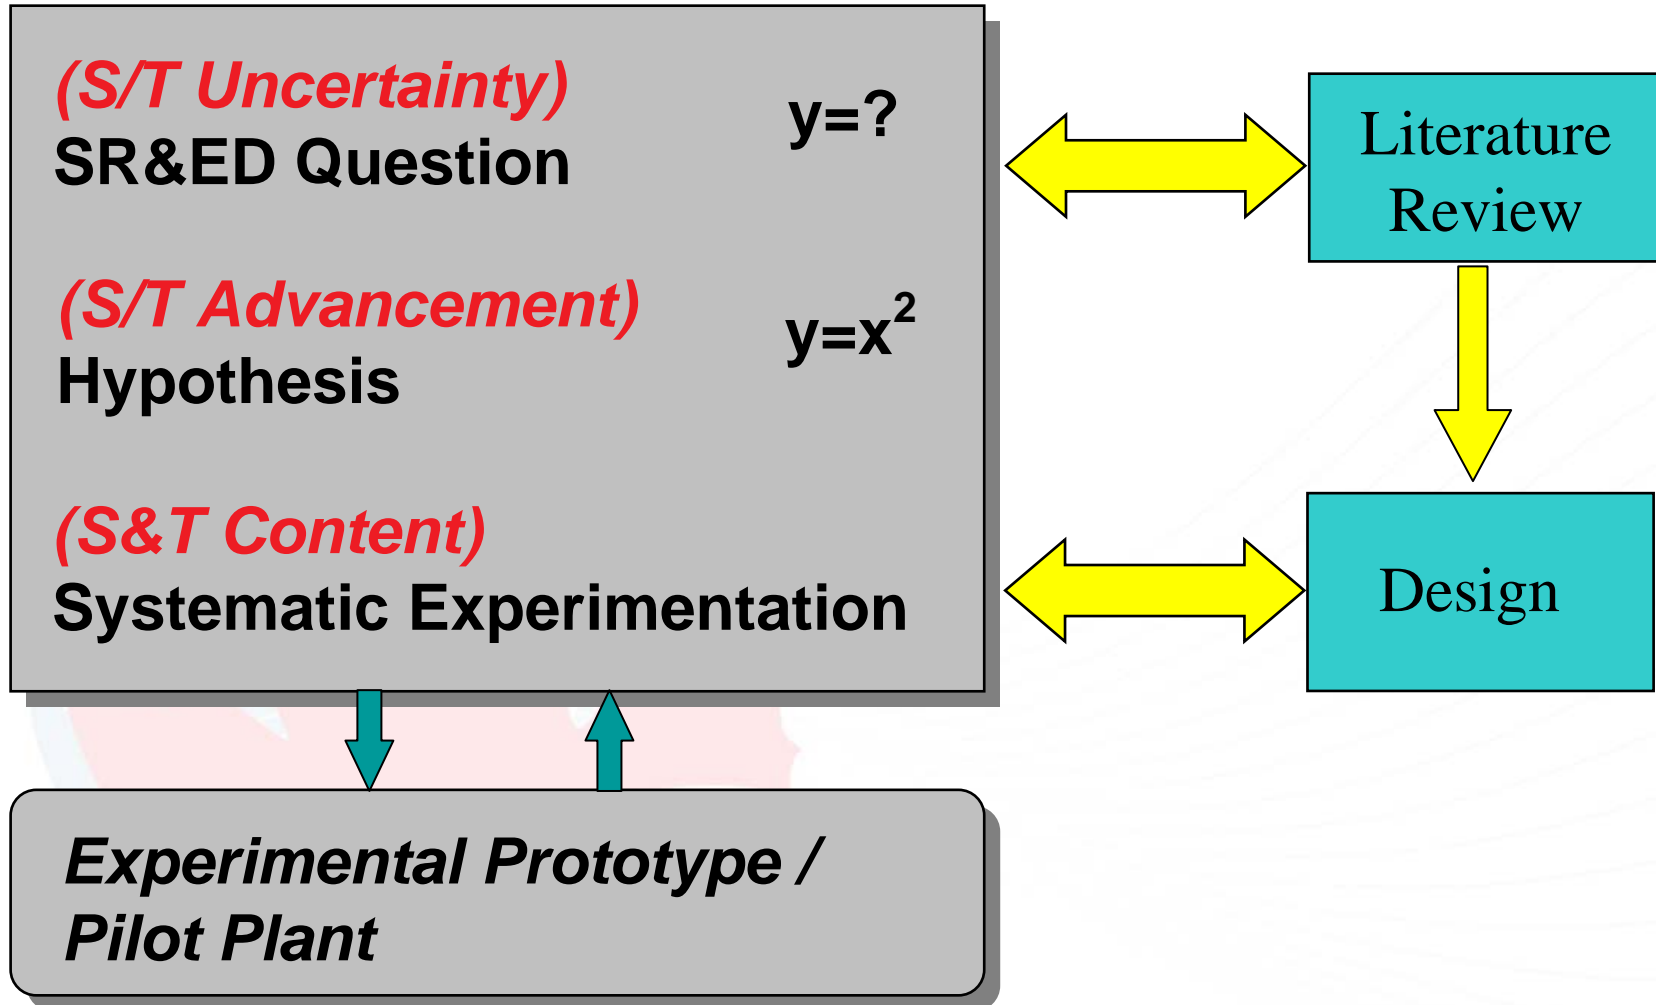 (S/T Uncertainty)
SR&ED Question
y=?
(S/T Advancement)
Hypothesis
y=x²
(S&T Content)
Systematic Experimentation
Literature
Review
Design
Experimental Prototype /
Pilot Plant